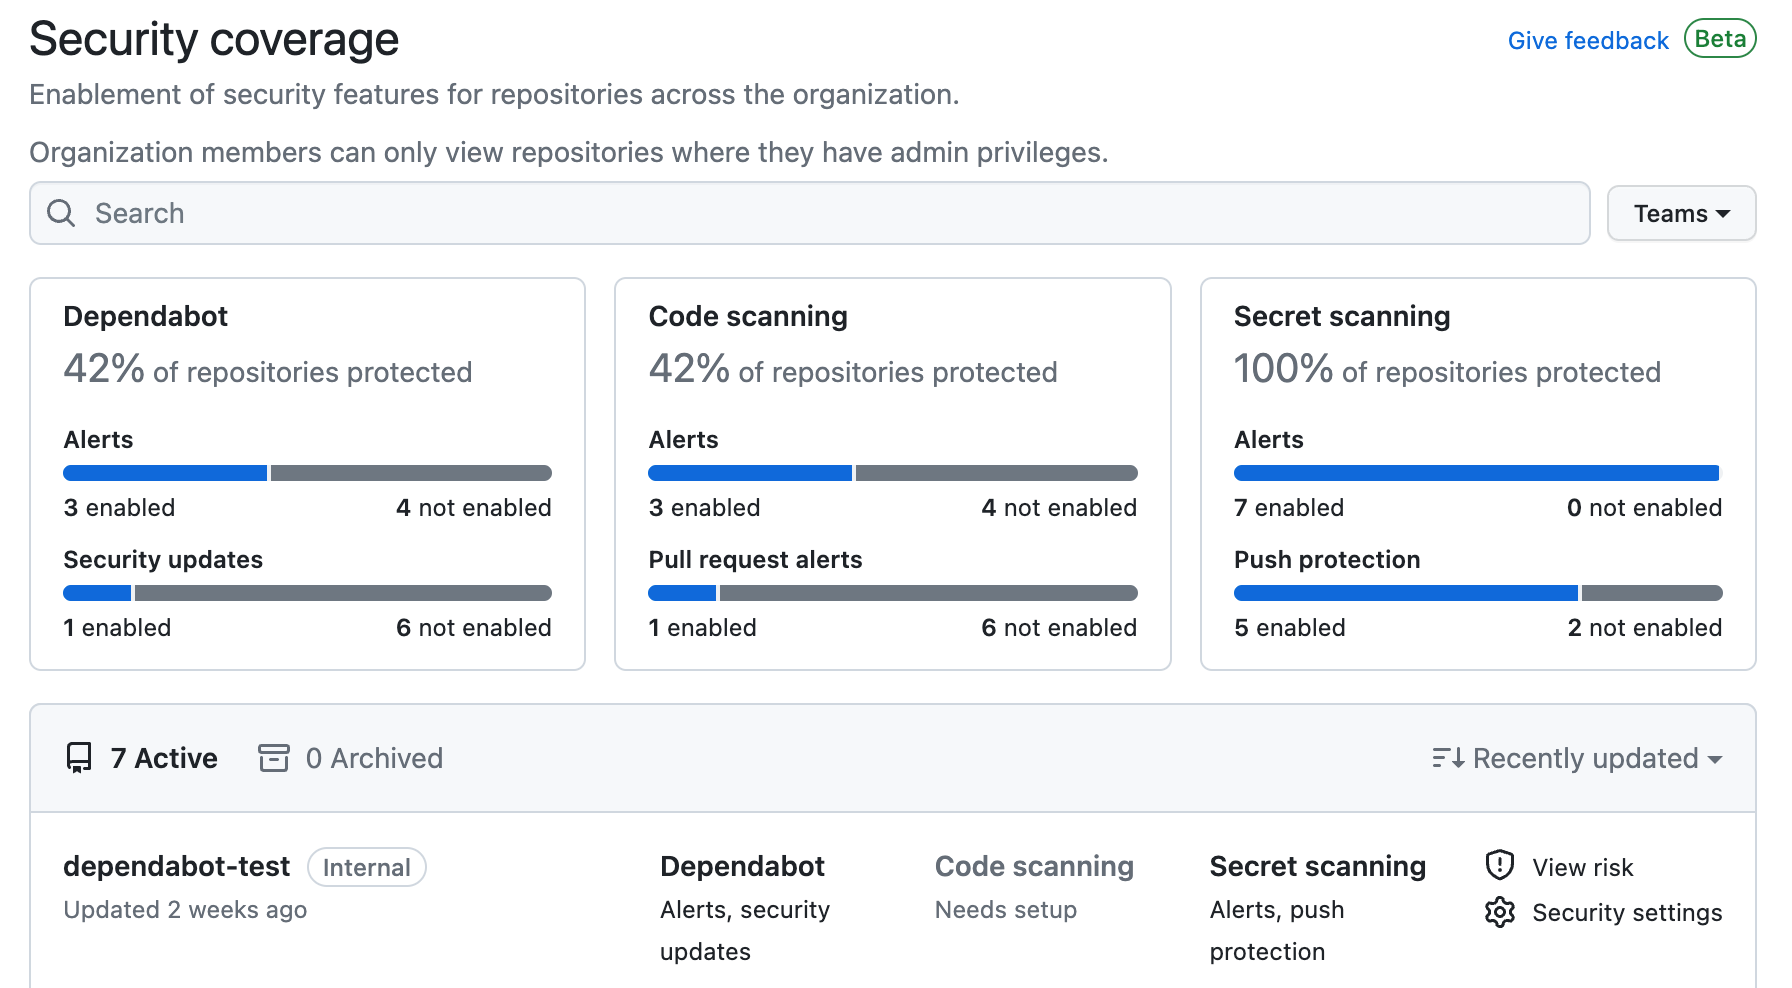 Security coverage
Give feedback
Beta
Enablement of security features for repositories across the organization.
Organization members can only view repositories where they have admin privileges.
Search
Teams
Dependabot
42% of repositories protected
Alerts
3 enabled
4 not enabled
Security updates
1 enabled
6 not enabled
Code scanning
42% of repositories protected
Alerts
3 enabled
4 not enabled
Pull request alerts
1 enabled
6 not enabled
Secret scanning
100% of repositories protected
Alerts
7 enabled
0 not enabled
Push protection
5 enabled
2 not enabled
7 Active
0 Archived
Recently updated
dependabot-test
Internal
Updated 2 weeks ago
Dependabot
Alerts, security
updates
Code scanning
Needs setup
Secret scanning
Alerts, push
protection
View risk
Security settings